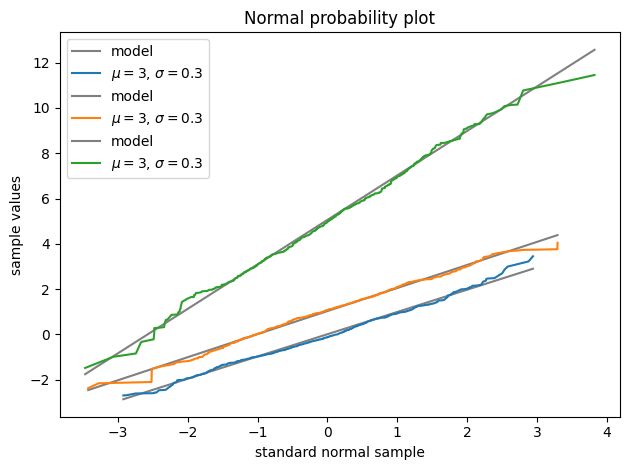 Normal probability plot
model
μ = 3, σ = 0.3
model
μ = 3, σ = 0.3
model
μ = 3, σ = 0.3
sample values
12
10
8
6
4
2
0
−2
−3 −2 −1 0 1 2 3 4
standard normal sample